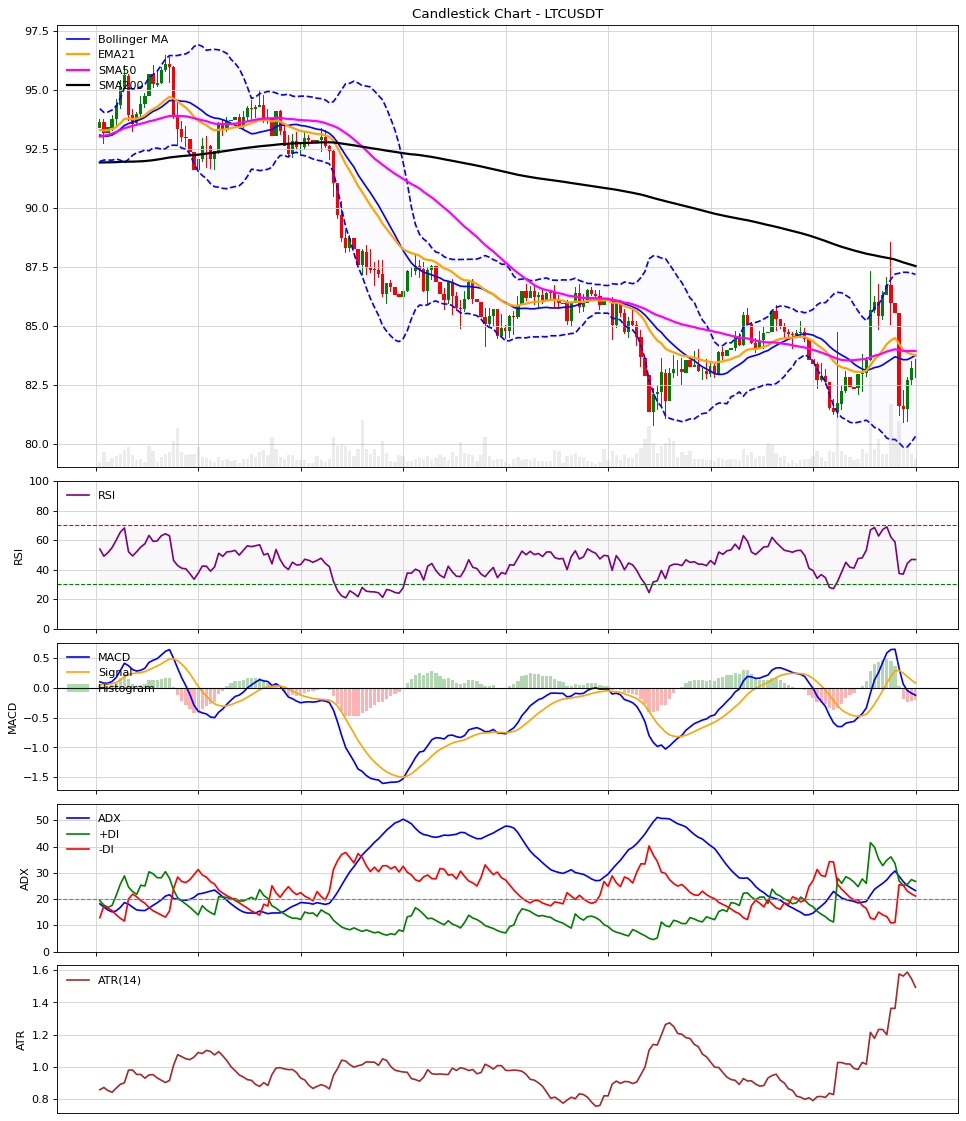 Candlestick Chart - LTCUSDT
97.5
95.0
92.5
90.0
87.5
85.0
82.5
80.0
Bollinger MA
EMA21
SMA50
SMA200
100
80
60
40
20
0
RSI
RSI
0.5
0.0
−0.5
−1.0
−1.5
MACD
MACD
Signal
Histogram
50
40
30
20
10
0
ADX
ADX
+DI
-DI
1.6
1.4
1.2
1.0
0.8
ATR
ATR(14)